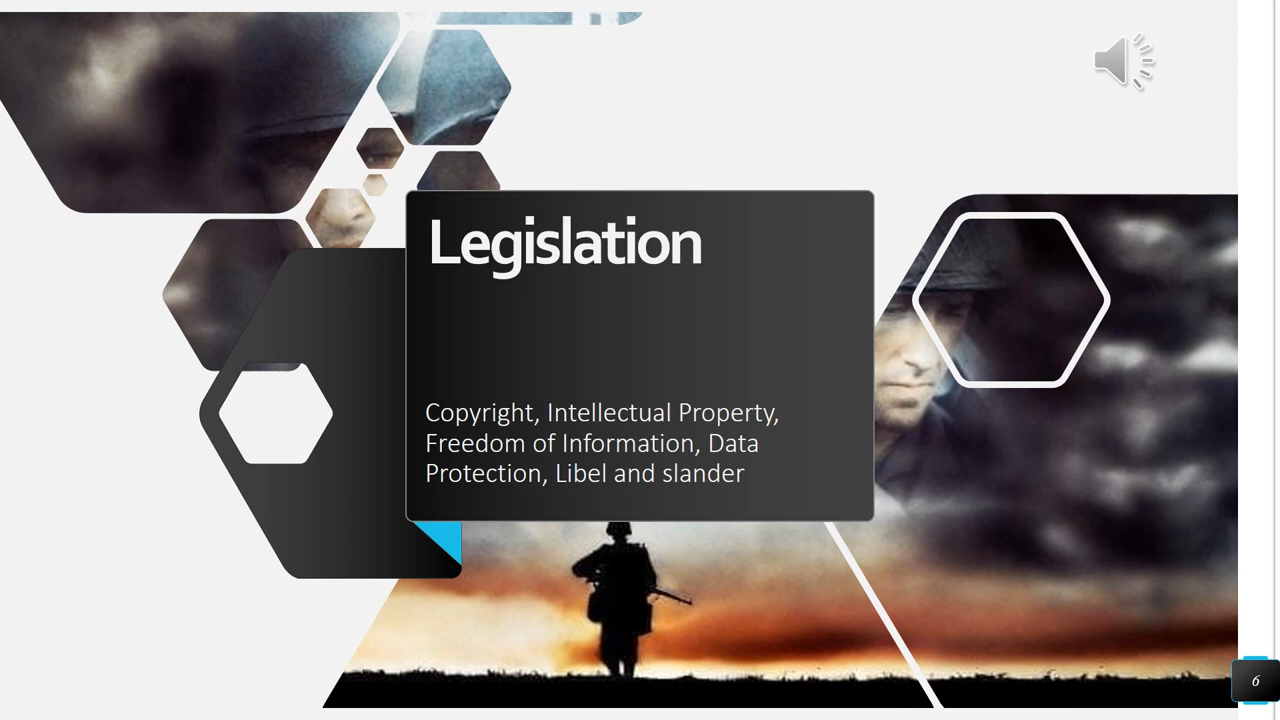 Legislation
Copyright, Intellectual Property,
Freedom of Information, Data
Protection, Libel and slander
6